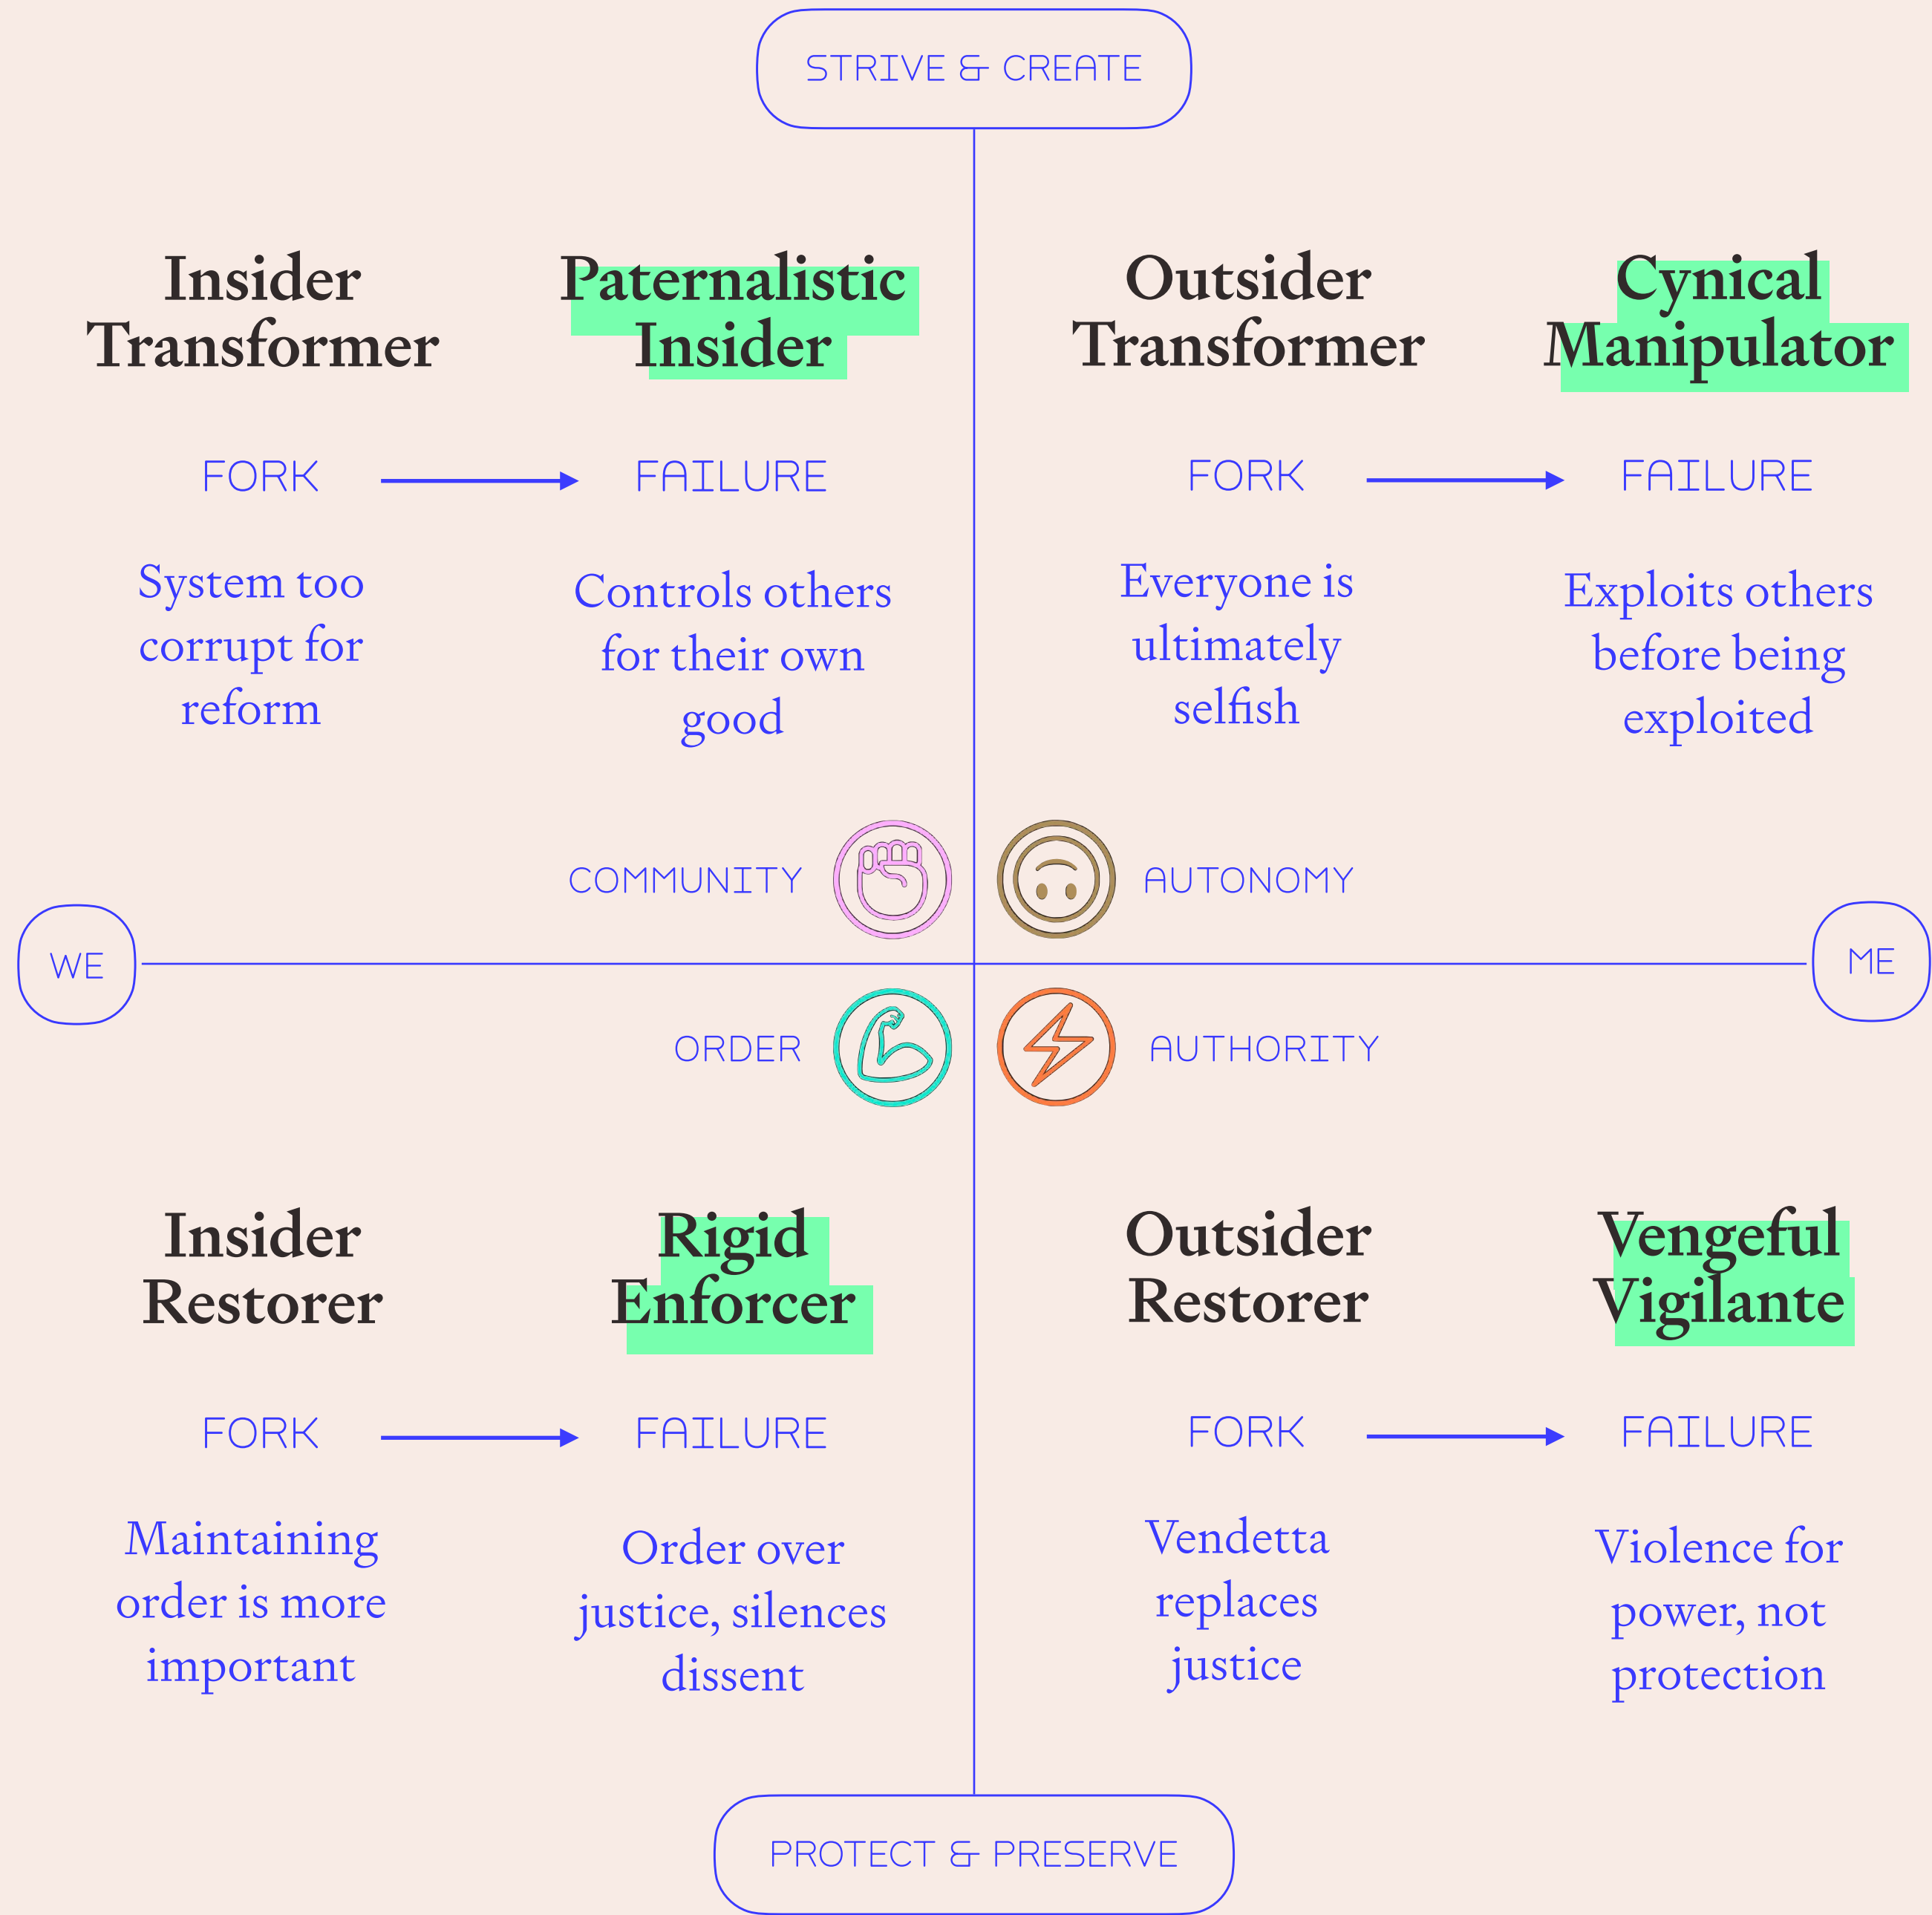 STRIVE & CREATE
Insider
Transformer
Paternalistic
Insider
FORK
FAILURE
System too
corrupt for
reform
Controls others
for their own
good
Outsider
Transformer
Cynical
Manipulator
FORK
FAILURE
Everyone is
ultimately
selfish
Exploits others
before being
exploited
COMMUNITY
AUTONOMY
WE
ME
ORDER
AUTHORITY
Insider
Restorer
Rigid
Enforcer
FORK
FAILURE
Maintaining
order is more
important
Order over
justice, silences
dissent
Outsider
Restorer
Vengeful
Vigilante
FORK
FAILURE
Vendetta
replaces
justice
Violence for
power, not
protection
PROTECT & PRESERVE